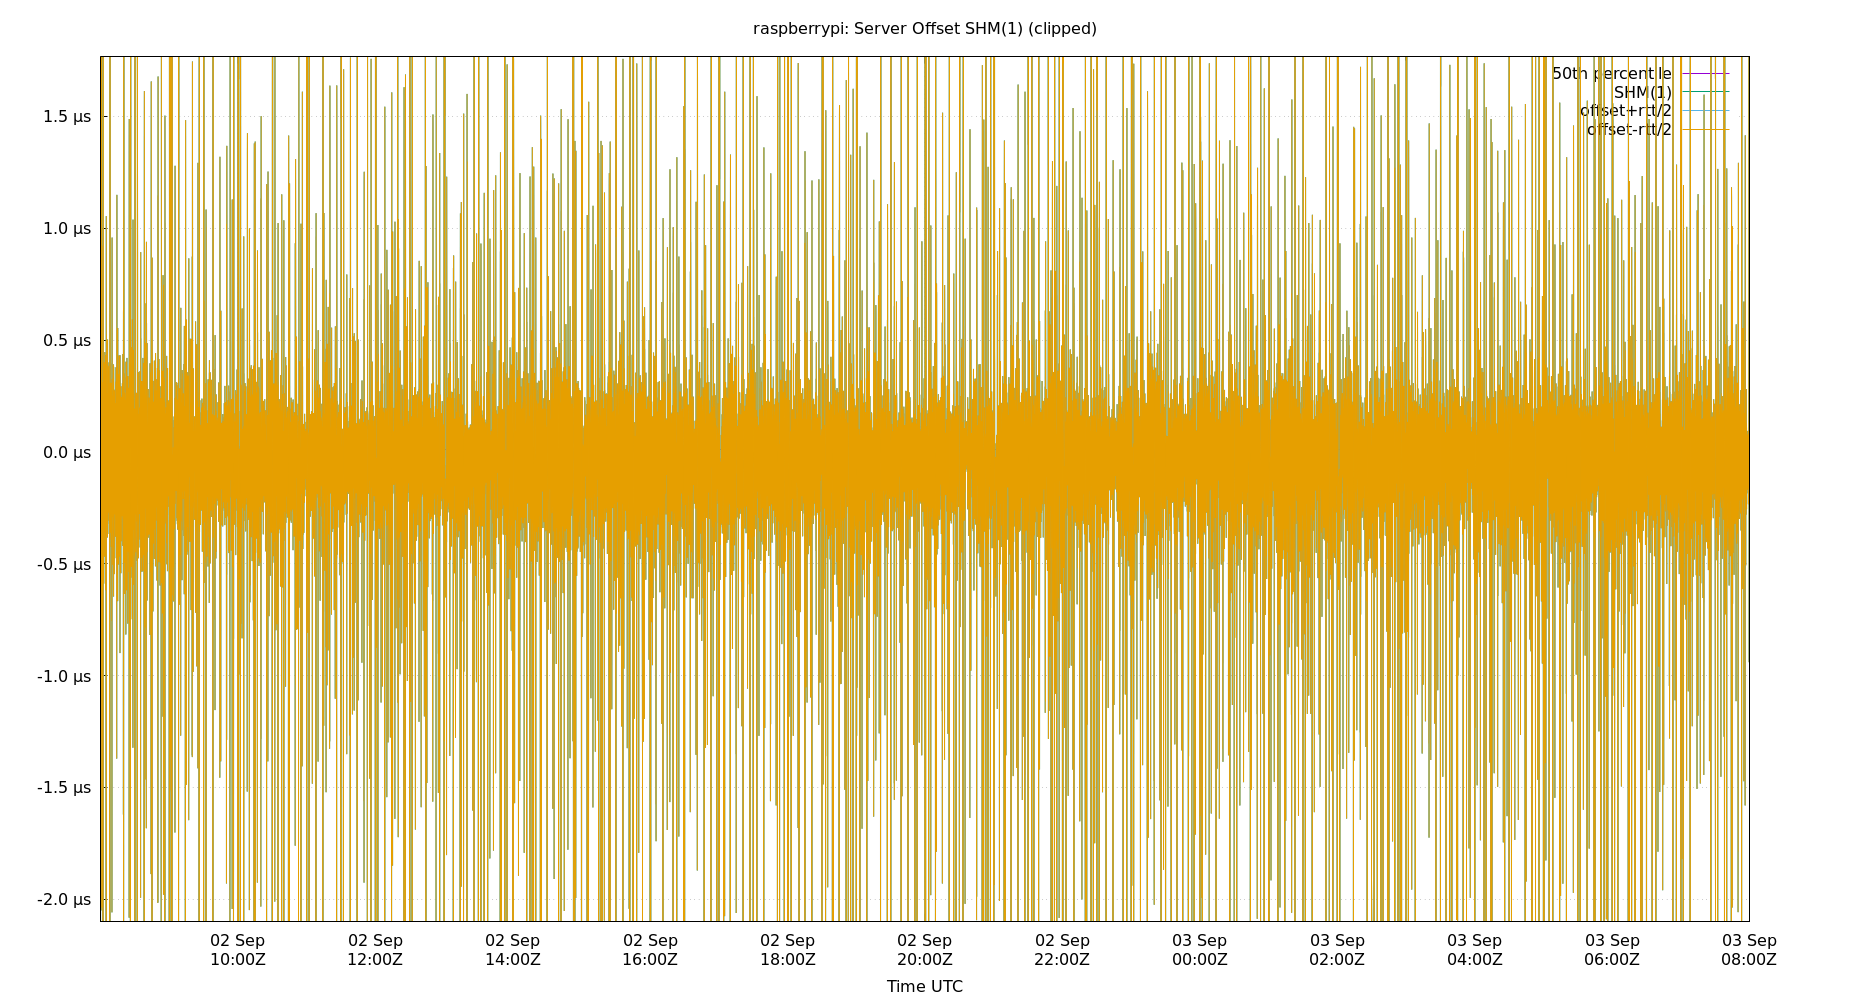 raspberrypi: Server Offset SHM(1) (clipped)
50th percentile
SHM(1)
offset+rtt/2
offset-rtt/2
1.5 µs
1.0 µs
0.5 µs
0.0 µs
-0.5 µs
-1.0 µs
-1.5 µs
-2.0 µs
02 Sep 02 Sep 02 Sep 02 Sep 02 Sep 02 Sep 02 Sep 03 Sep 03 Sep 03 Sep 03 Sep 03 Sep
10:00Z 12:00Z 14:00Z 16:00Z 18:00Z 20:00Z 22:00Z 00:00Z 02:00Z 04:00Z 06:00Z 08:00Z
Time UTC